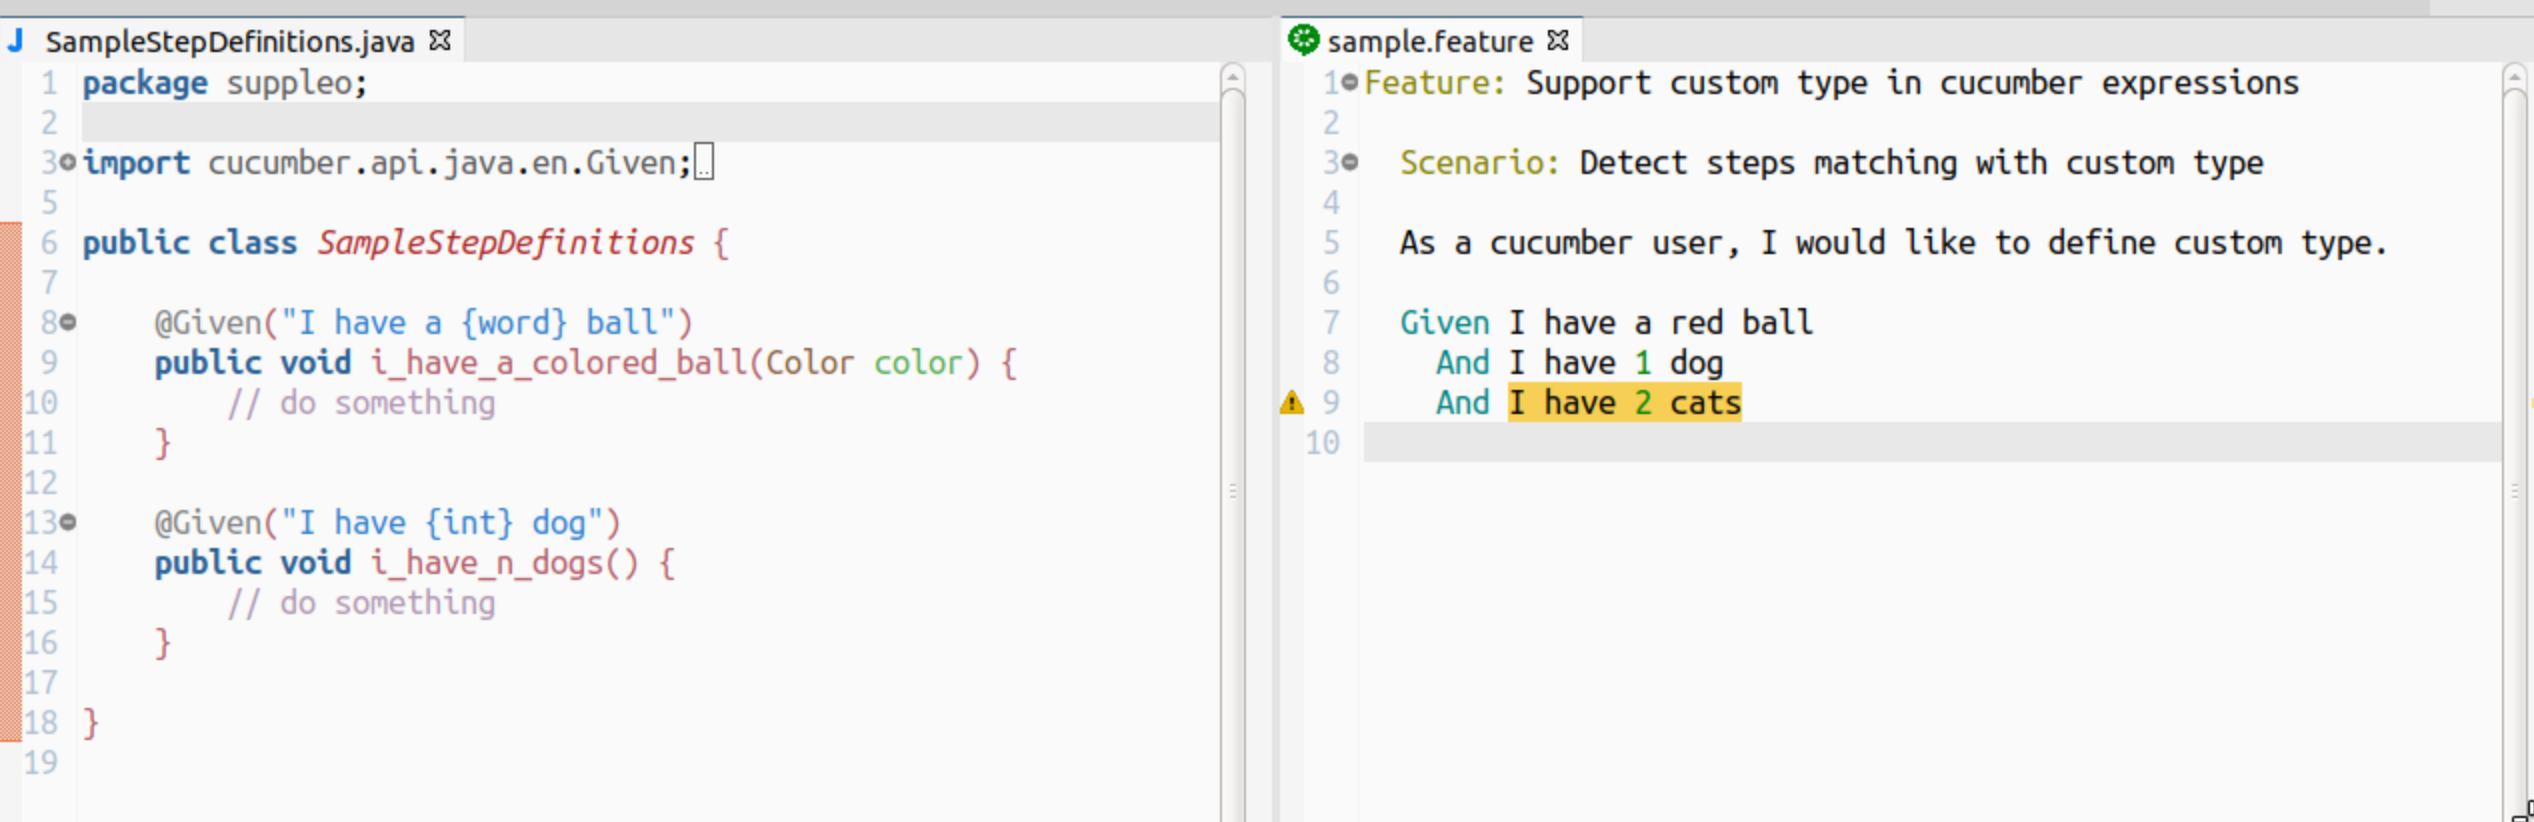 SampleStepDefinitions.java
1 package suppleo;
2
3 import cucumber.api.java.en.Given;
5
6 public class SampleStepDefinitions {
7
8     @Given("I have a {word} ball")
9     public void i_have_a_colored_ball(Color color) {
10         // do something
11     }
12
13     @Given("I have {int} dog")
14     public void i_have_n_dogs() {
15         // do something
16     }
17
18 }
19
sample.feature
1 Feature: Support custom type in cucumber expressions
2
3   Scenario: Detect steps matching with custom type
4
5   As a cucumber user, I would like to define custom type.
6
7   Given I have a red ball
8     And I have 1 dog
9     And I have 2 cats
10